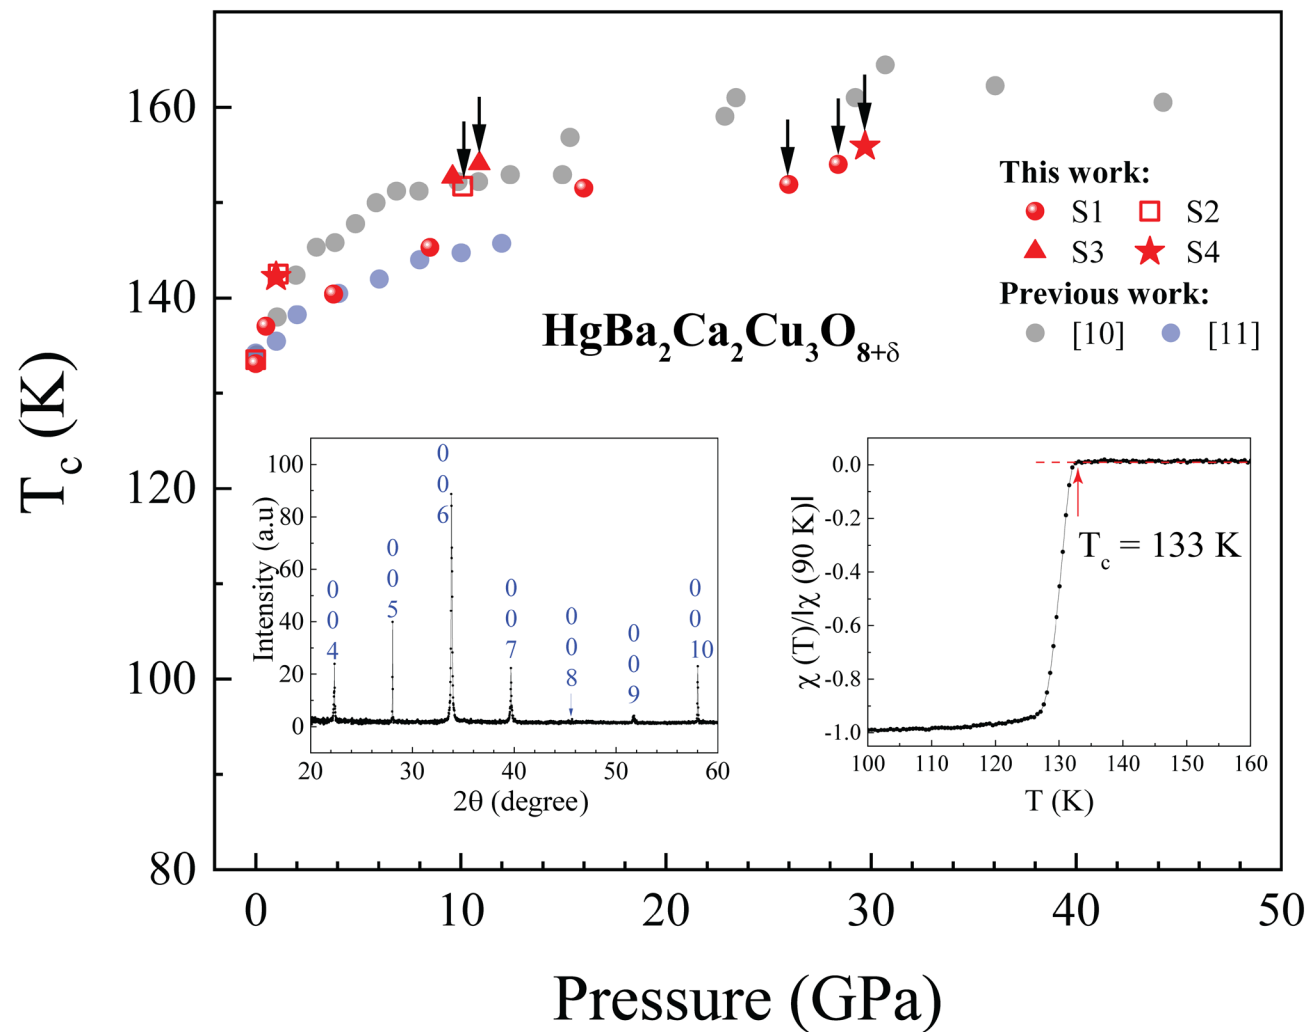 T_c (K)
160
140
120
100
80
0
10
20
30
40
50
Pressure (GPa)
This work:
S1
S2
S3
S4
Previous work:
[10]
[11]
HgBa₂Ca₂Cu₃O₈₊δ
Intensity (a.u)
100
80
60
40
20
0
20
30
40
50
60
2θ (degree)
0 0 4
0 0 5
0 0 6
0 0 7
0 0 8
0 0 9
0 0 10
χ (T)/|χ (90 K)|
0.0
-0.2
-0.4
-0.6
-0.8
-1.0
100
110
120
130
140
150
160
T (K)
T_c = 133 K